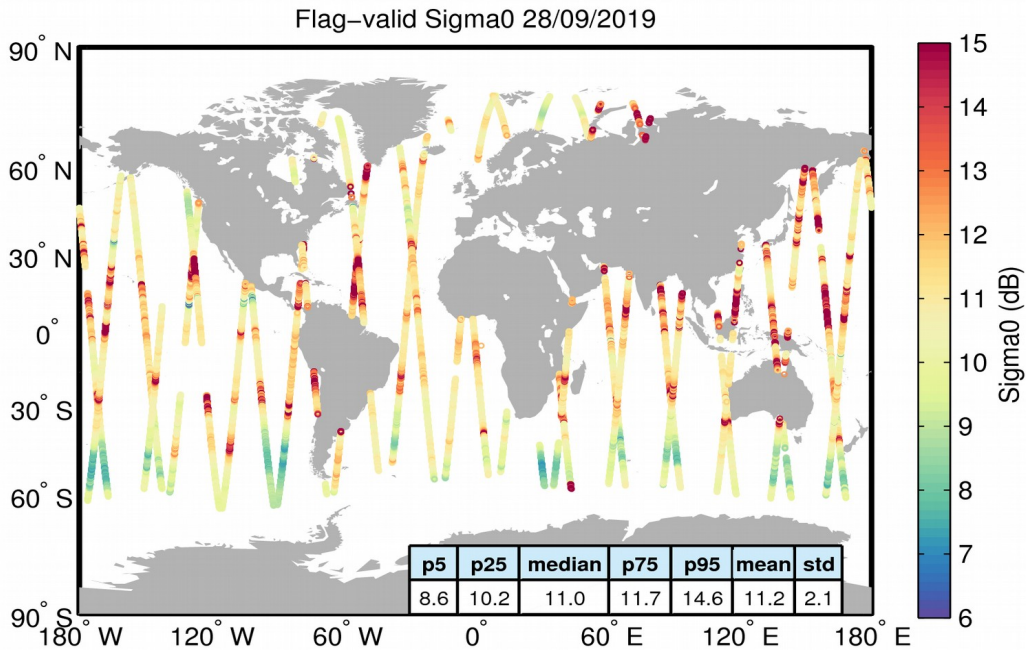 Flag−valid Sigma0 28/09/2019
90° N
60° N
30° N
0°
30° S
60° S
90° S
180° W
120° W
60° W
0°
60° E
120° E
180° E
p5 p25 median p75 p95 mean std
8.6 10.2 11.0 11.7 14.6 11.2 2.1
15
14
13
12
11
10
9
8
7
6
Sigma0 (dB)